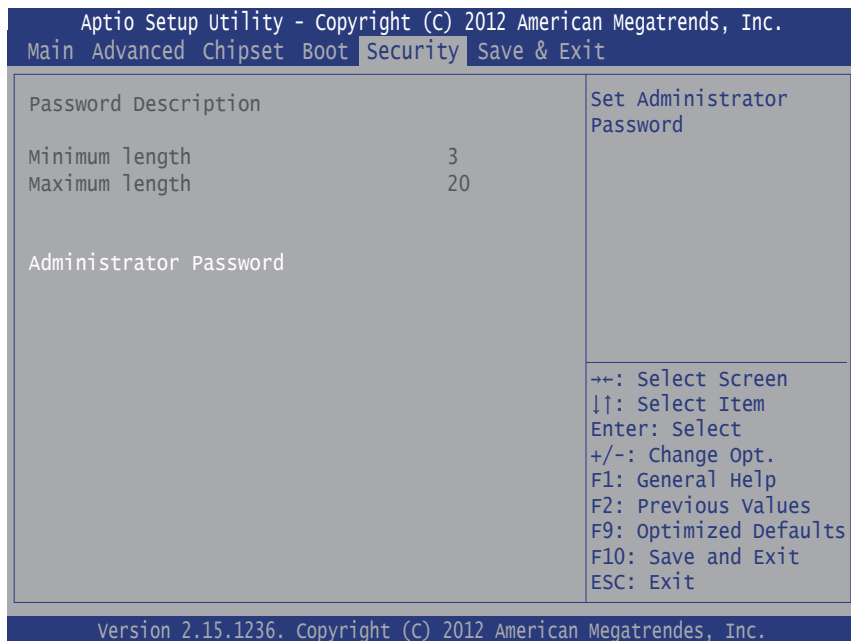 Aptio Setup Utility - Copyright (C) 2012 American Megatrends, Inc.
Main Advanced Chipset Boot Security Save & Exit
Password Description
Minimum length 3
Maximum length 20
Administrator Password
Set Administrator
Password
→←: Select Screen
↓↑: Select Item
Enter: Select
+/-: Change Opt.
F1: General Help
F2: Previous Values
F9: Optimized Defaults
F10: Save and Exit
ESC: Exit
Version 2.15.1236. Copyright (C) 2012 American Megatrendes, Inc.